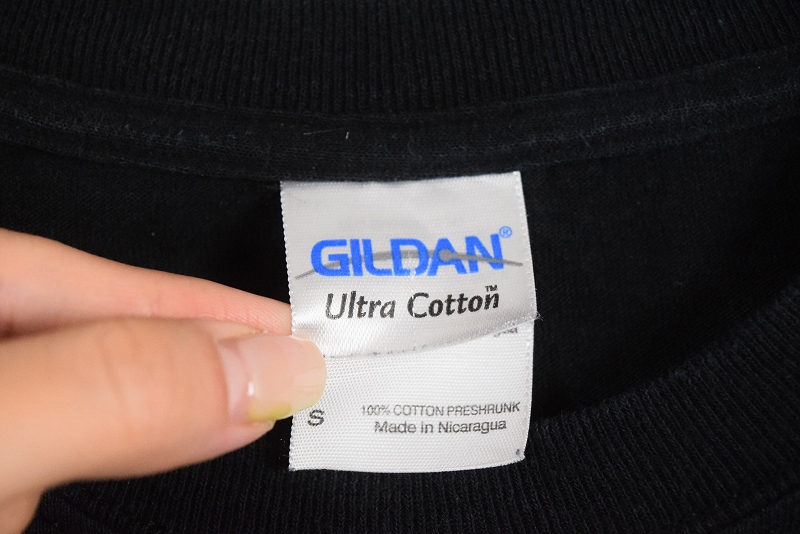 GILDAN®
Ultra Cotton™
S
100% COTTON PRESHRUNK
Made in Nicaragua